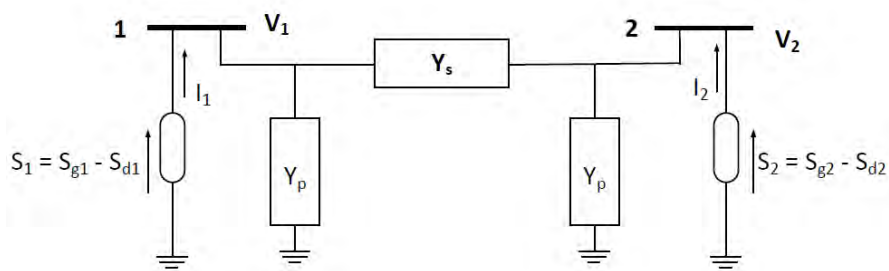 1 V₁
2 V₂
Yₛ
I₁
I₂
S₁ = S_g1 - S_d1
Yₚ
Yₚ
S₂ = S_g2 - S_d2